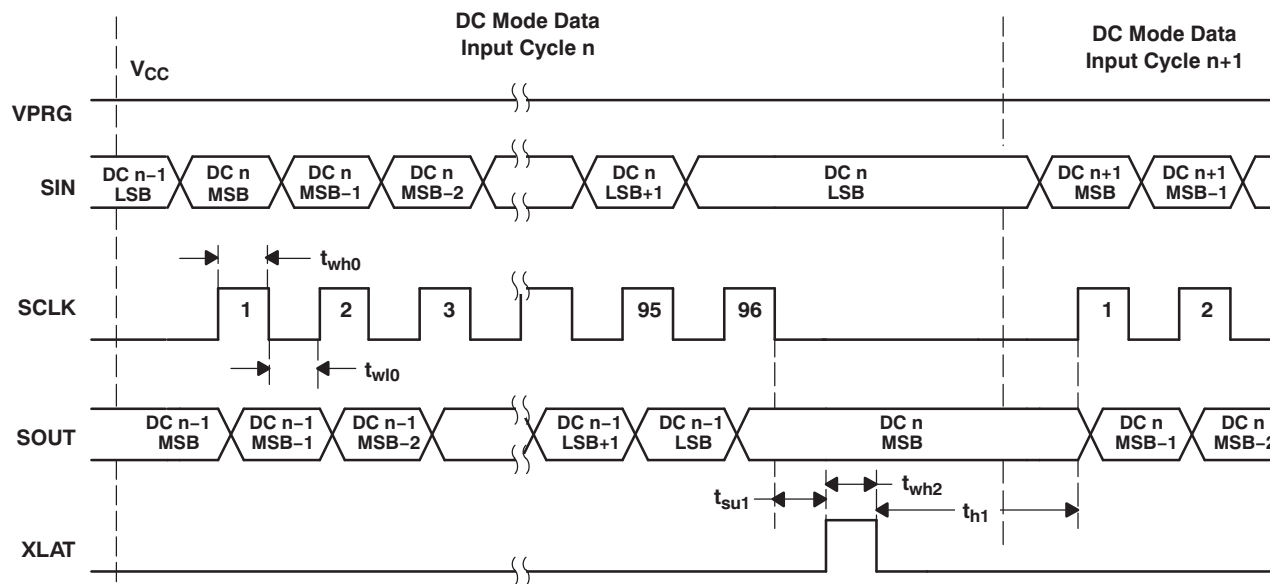 DC Mode Data
Input Cycle n
DC Mode Data
Input Cycle n+1
VCC
VPRG
SIN
DC n−1
LSB
DC n
MSB
DC n
MSB−1
DC n
MSB−2
DC n
LSB+1
DC n
LSB
DC n+1
MSB
DC n+1
MSB−1
twh0
SCLK
1
2
3
95
96
1
2
twl0
SOUT
DC n−1
MSB
DC n−1
MSB−1
DC n−1
MSB−2
DC n−1
LSB+1
DC n−1
LSB
DC n
MSB
DC n
MSB−1
DC n
MSB−2
tsu1
twh2
th1
XLAT